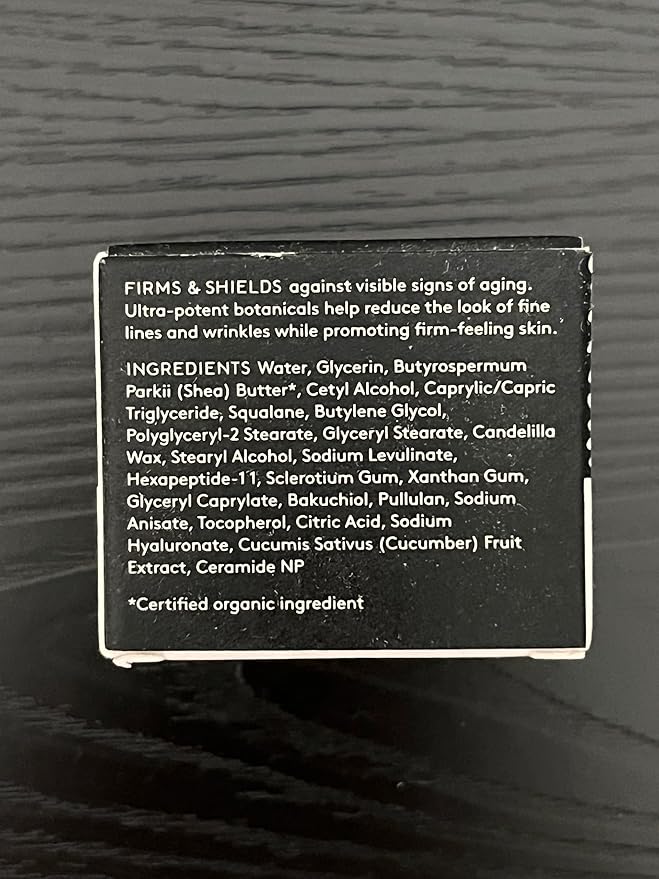 FIRMS & SHIELDS against visible signs of aging.
Ultra-potent botanicals help reduce the look of fine
lines and wrinkles while promoting firm-feeling skin.
INGREDIENTS Water, Glycerin, Butyrospermum
Parkii (Shea) Butter*, Cetyl Alcohol, Caprylic/Capric
Triglyceride, Squalane, Butylene Glycol,
Polyglyceryl-2 Stearate, Glyceryl Stearate, Candelilla
Wax, Stearyl Alcohol, Sodium Levulinate,
Hexapeptide-11, Sclerotium Gum, Xanthan Gum,
Glyceryl Caprylate, Bakuchiol, Pullulan, Sodium
Anisate, Tocopherol, Citric Acid, Sodium
Hyaluronate, Cucumis Sativus (Cucumber) Fruit
Extract, Ceramide NP
*Certified organic ingredient